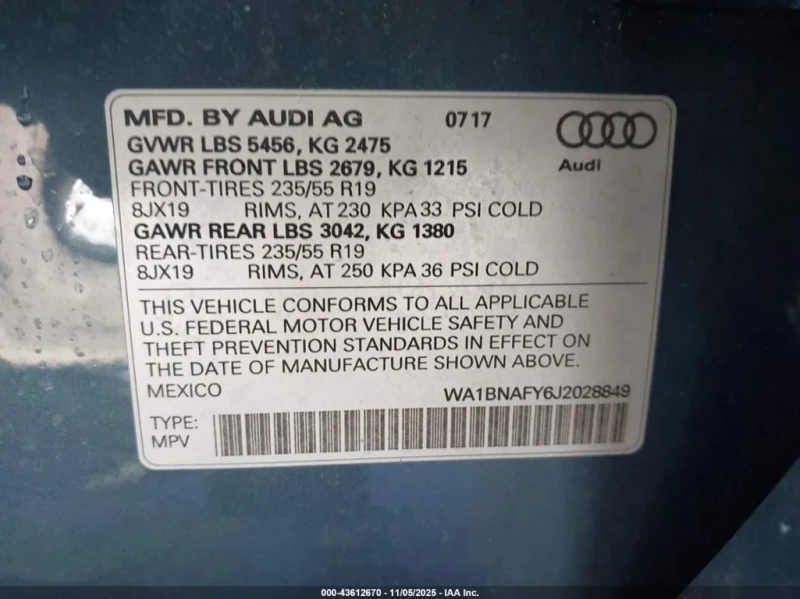 MFD. BY AUDI AG 0717
GVWR LBS 5456, KG 2475
GAWR FRONT LBS 2679, KG 1215
Audi
FRONT-TIRES 235/55 R19
8JX19 RIMS, AT 230 KPA 33 PSI COLD
GAWR REAR LBS 3042, KG 1380
REAR-TIRES 235/55 R19
8JX19 RIMS, AT 250 KPA 36 PSI COLD
THIS VEHICLE CONFORMS TO ALL APPLICABLE
U.S. FEDERAL MOTOR VEHICLE SAFETY AND
THEFT PREVENTION STANDARDS IN EFFECT ON
THE DATE OF MANUFACTURE SHOWN ABOVE.
MEXICO WA1BNAFY6J2028849
TYPE:
MPV
000-43612670 - 11/05/2025 - IAA Inc.